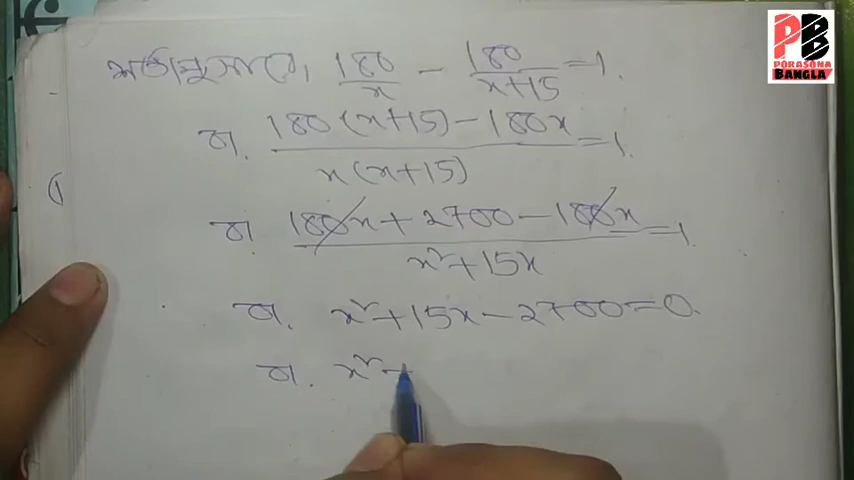 PB
PORASONA
BANGLA
শর্তানুসারে, 180/x - 180/(x+15) = 1.
বা. (180(x+15) - 180x)/(x(x+15)) = 1.
বা (180x + 2700 - 180x)/(x² + 15x) = 1.
বা. x² + 15x - 2700 = 0.
বা. x² +